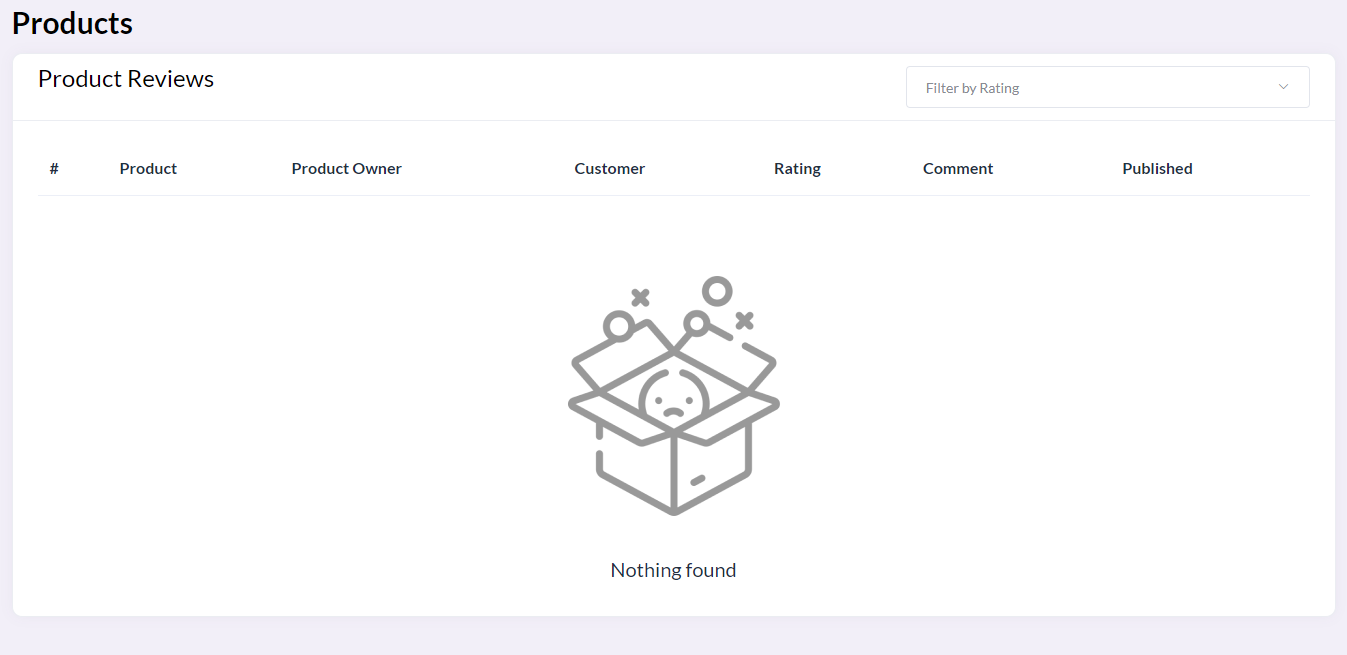 Products
Product Reviews
Filter by Rating
# Product Product Owner Customer Rating Comment Published
Nothing found